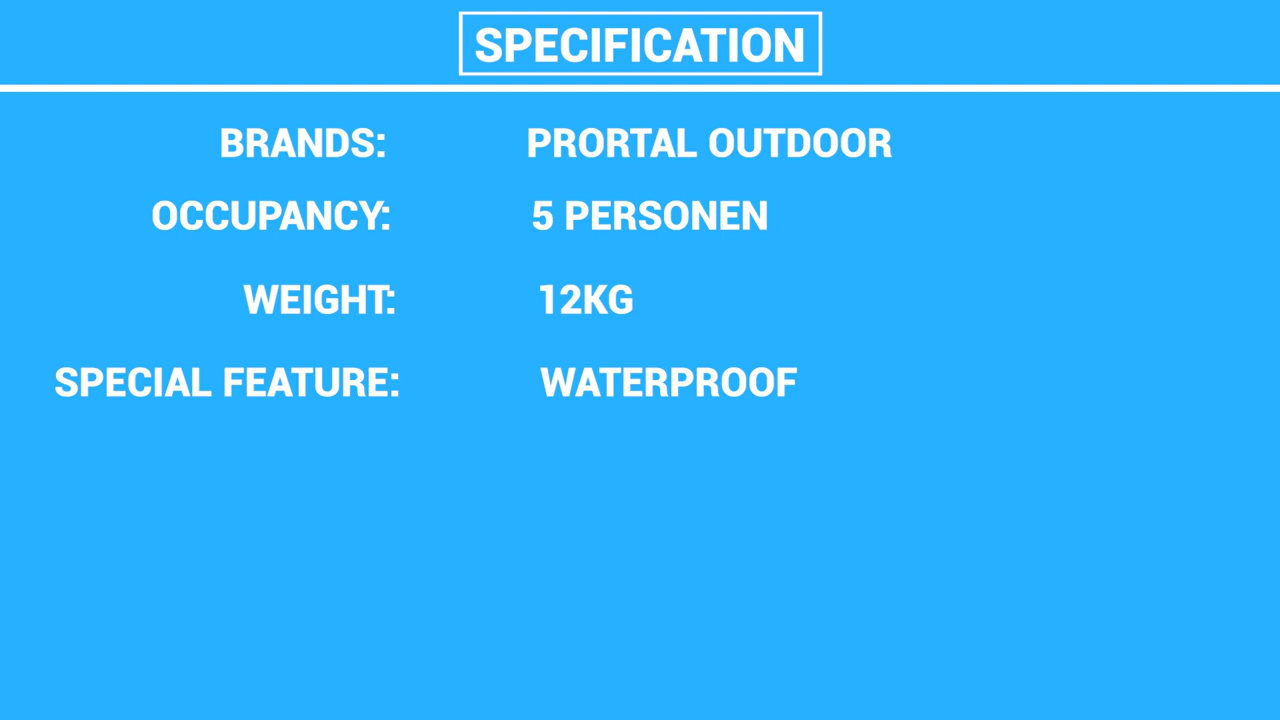 SPECIFICATION
BRANDS: PRORTAL OUTDOOR
OCCUPANCY: 5 PERSONEN
WEIGHT: 12KG
SPECIAL FEATURE: WATERPROOF